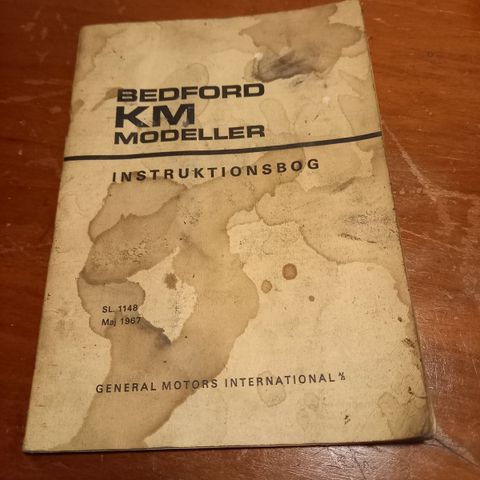 BEDFORD
KM
MODELLER
INSTRUKTIONSBOG
SL. 1148
Maj 1967
GENERAL MOTORS INTERNATIONAL A/S